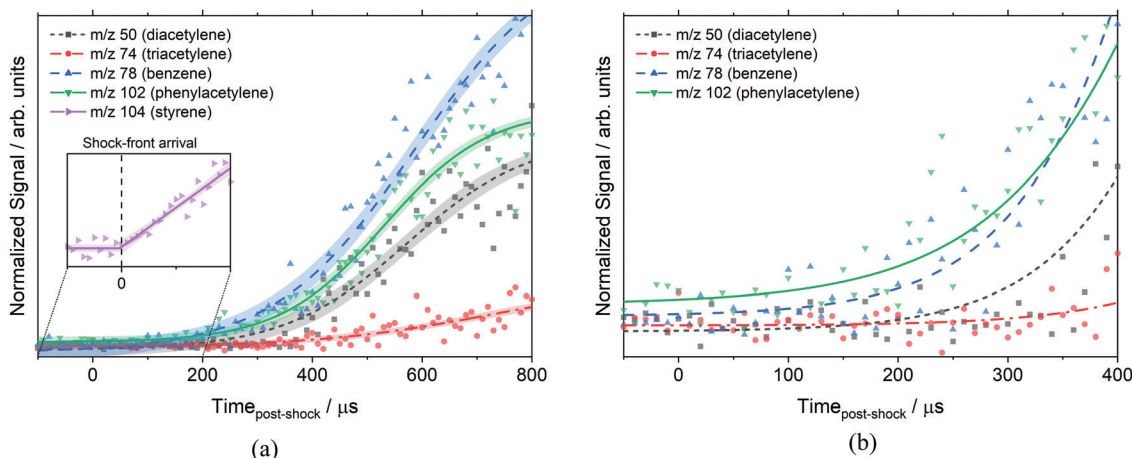 Normalized Signal / arb. units
m/z 50 (diacetylene)
m/z 74 (triacetylene)
m/z 78 (benzene)
m/z 102 (phenylacetylene)
m/z 104 (styrene)
Shock-front arrival
0
0 200 400 600 800
Time post-shock / μs
(a)
Normalized Signal / arb. units
m/z 50 (diacetylene)
m/z 74 (triacetylene)
m/z 78 (benzene)
m/z 102 (phenylacetylene)
0 100 200 300 400
Time post-shock / μs
(b)